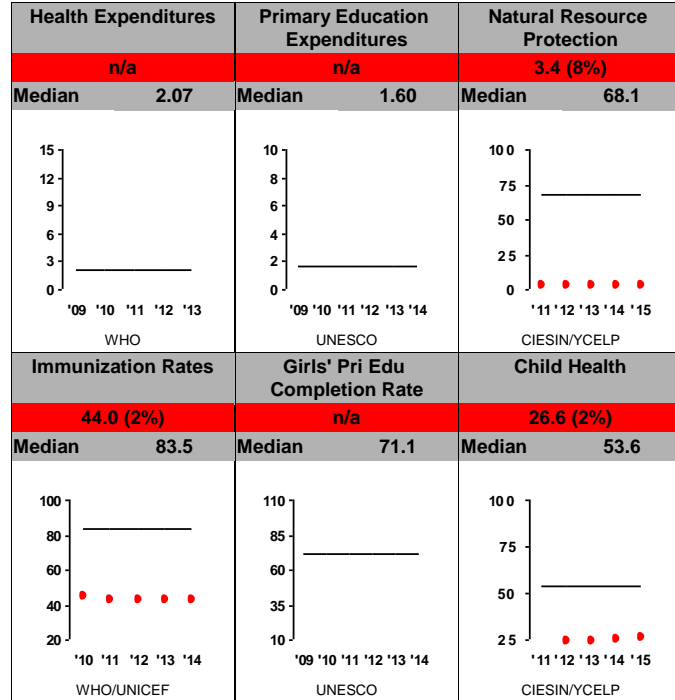 Health Expenditures
n/a
Median 2.07
15
12
9
6
3
0
'09 '10 '11 '12 '13
WHO
Primary Education
Expenditures
n/a
Median 1.60
10
8
6
4
2
0
'09 '10 '11 '12 '13 '14
UNESCO
Natural Resource
Protection
3.4 (8%)
Median 68.1
100
75
50
25
0
'11 '12 '13 '14 '15
CIESIN/YCELP
Immunization Rates
44.0 (2%)
Median 83.5
100
80
60
40
20
'10 '11 '12 '13 '14
WHO/UNICEF
Girls' Pri Edu
Completion Rate
n/a
Median 71.1
110
85
60
35
10
'09 '10 '11 '12 '13 '14
UNESCO
Child Health
26.6 (2%)
Median 53.6
100
75
50
25
'11 '12 '13 '14 '15
CIESIN/YCELP